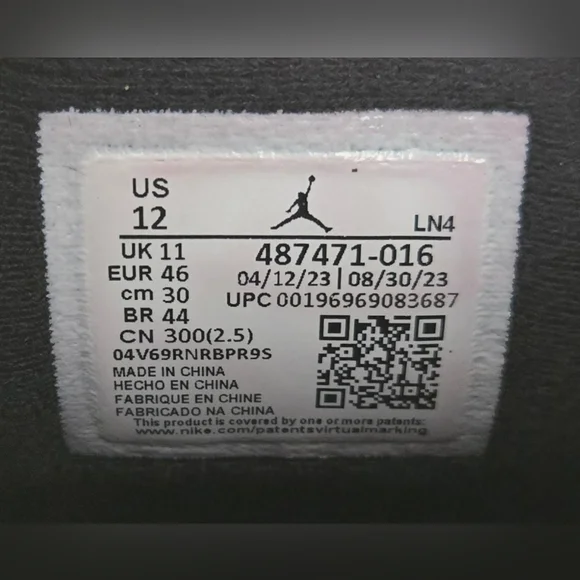 US
12
LN4
UK 11
487471-016
EUR 46
04/12/23 | 08/30/23
cm 30
UPC 00196969083687
BR 44
CN 300(2.5)
04V69RNRBPR9S
MADE IN CHINA
HECHO EN CHINA
FABRIQUE EN CHINE
FABRICADO NA CHINA
This product is covered by one or more patents:
www.nike.com/patentsvirtualmarking